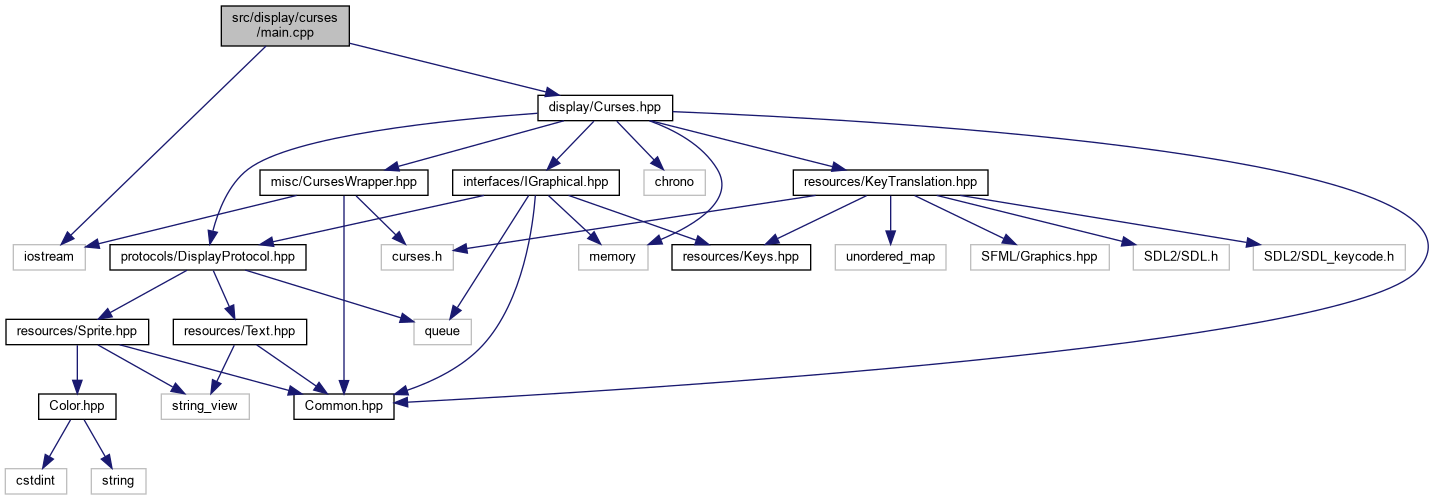 src/display/curses
/main.cpp
display/Curses.hpp
misc/CursesWrapper.hpp
interfaces/IGraphical.hpp
chrono
resources/KeyTranslation.hpp
iostream
protocols/DisplayProtocol.hpp
curses.h
memory
resources/Keys.hpp
unordered_map
SFML/Graphics.hpp
SDL2/SDL.h
SDL2/SDL_keycode.h
resources/Sprite.hpp
resources/Text.hpp
queue
Color.hpp
string_view
Common.hpp
cstdint
string